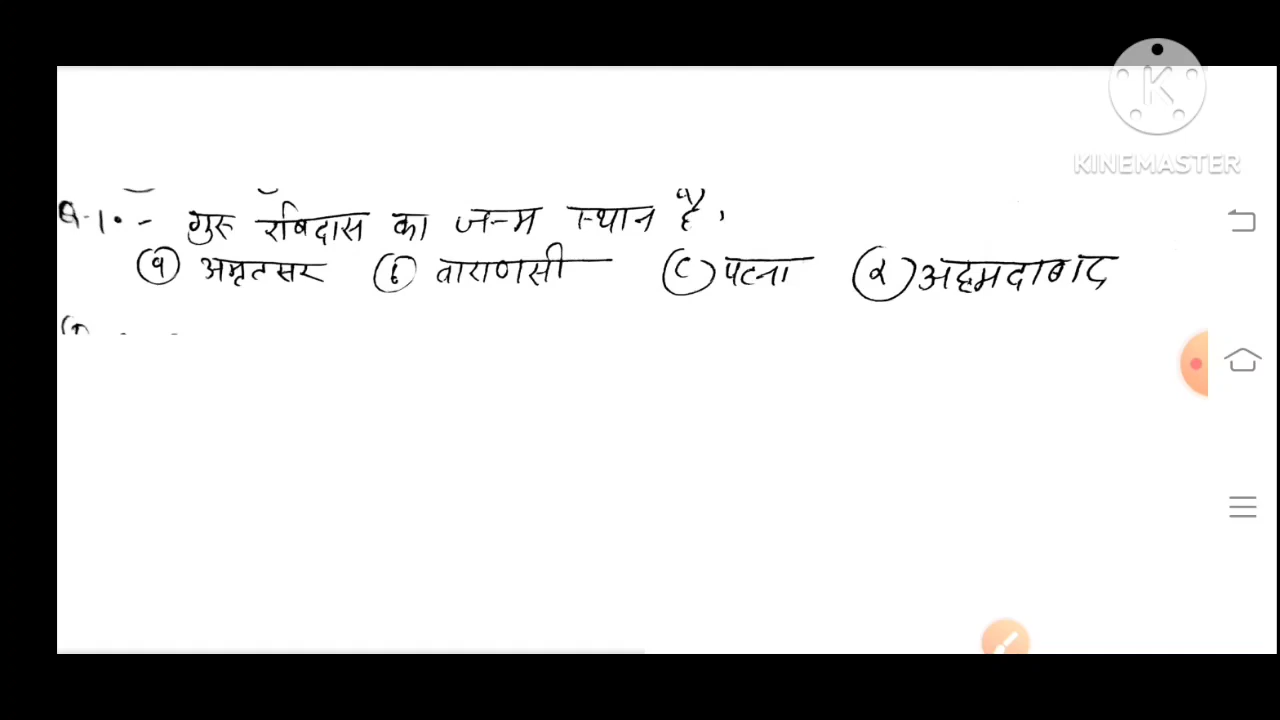 KINEMASTER
Q-1. - गुरु रविदास का जन्म स्थान है,
(a) अमृतसर (b) वाराणसी (c) पटना (d) अहमदाबाद